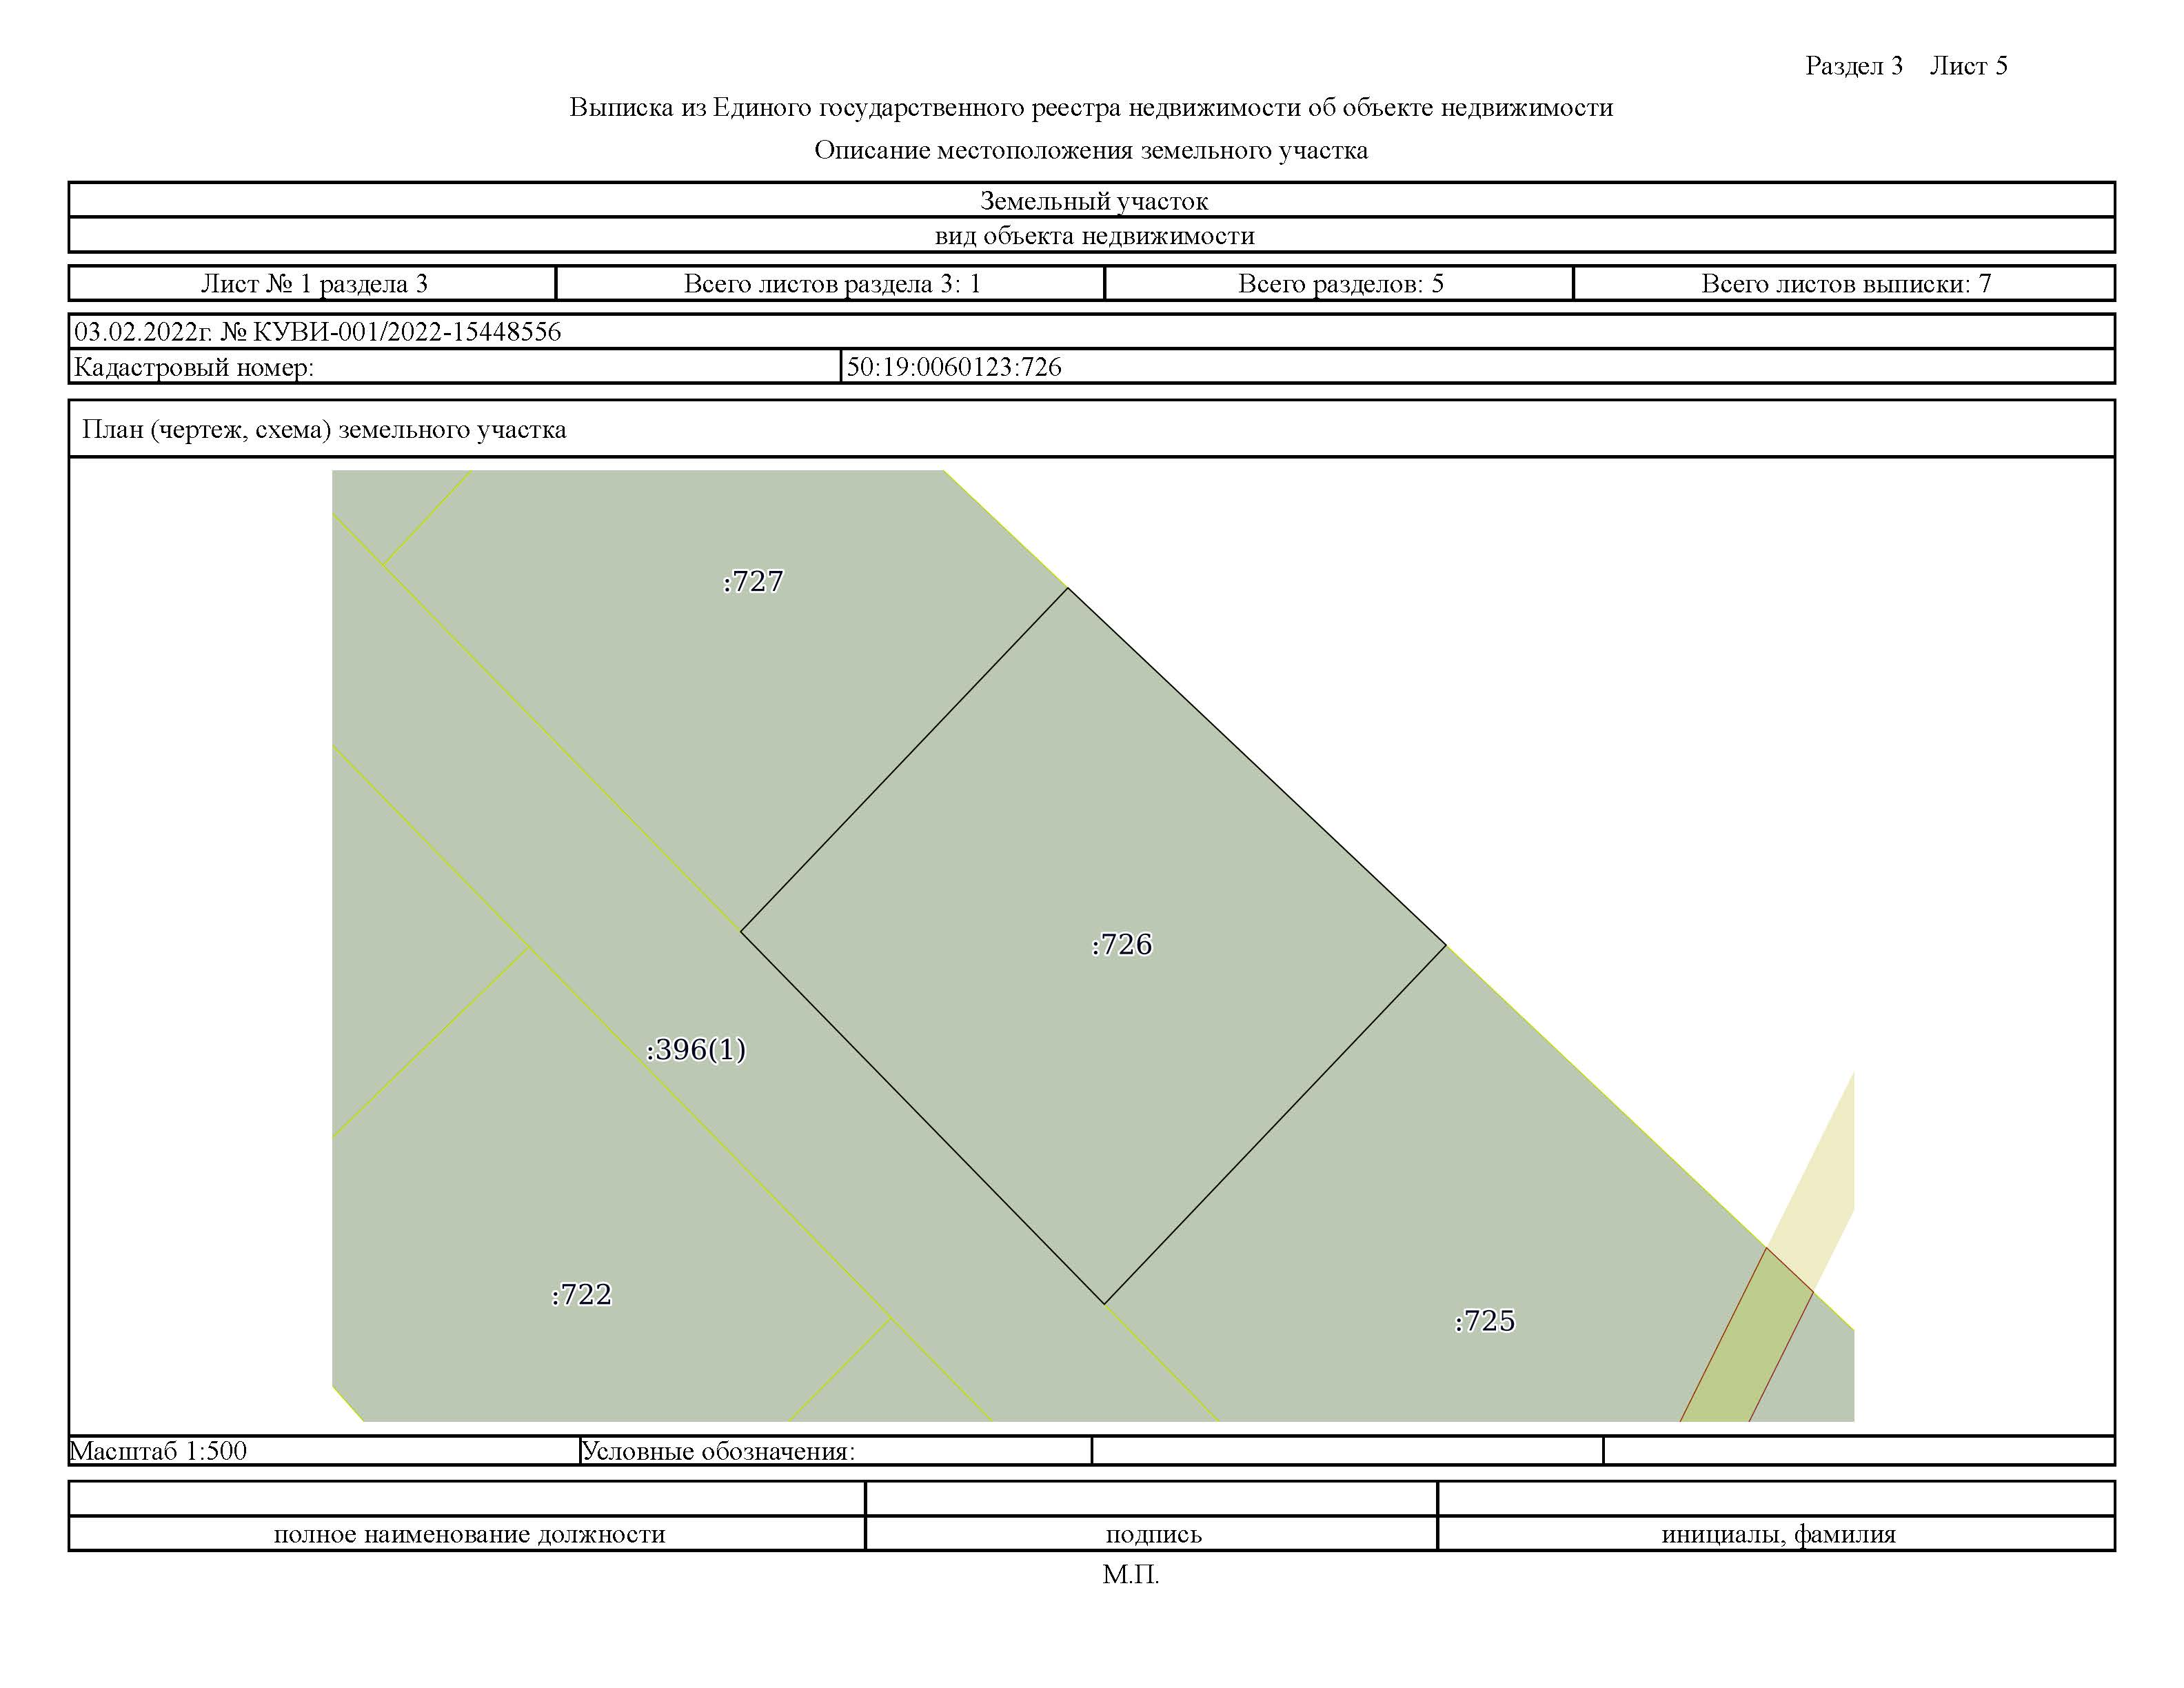 Раздел 3 Лист 5
Выписка из Единого государственного реестра недвижимости об объекте недвижимости
Описание местоположения земельного участка
Земельный участок
вид объекта недвижимости
Лист № 1 раздела 3 Всего листов раздела 3: 1 Всего разделов: 5 Всего листов выписки: 7
03.02.2022г. № КУВИ-001/2022-15448556
Кадастровый номер: 50:19:0060123:726
План (чертеж, схема) земельного участка
:727
:726
:396(1)
:722
:725
Масштаб 1:500 Условные обозначения:
полное наименование должности подпись инициалы, фамилия
М.П.